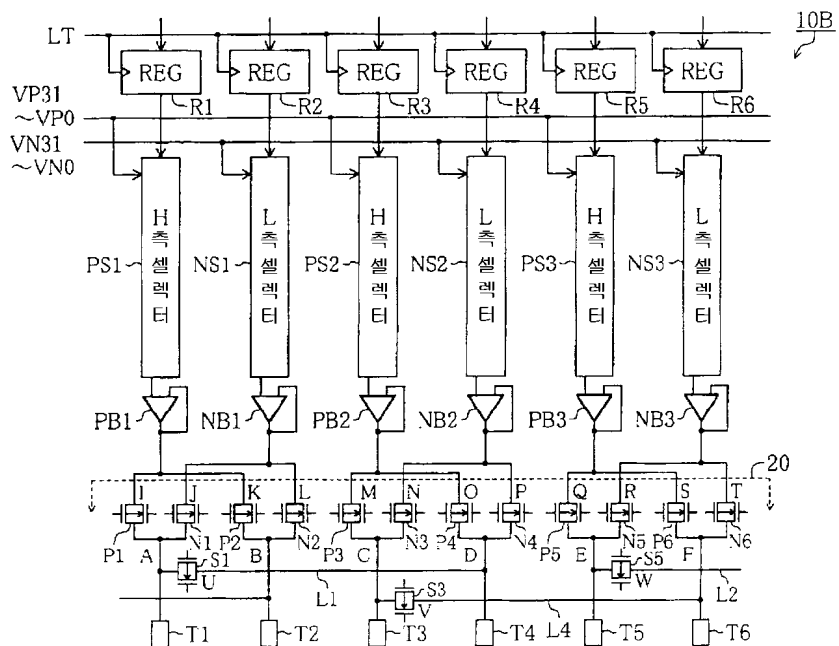 10B
LT
REG REG REG REG REG REG
R1 R2 R3 R4 R5 R6
VP31
~VP0
VN31
~VN0
H측셀렉터 L측셀렉터 H측셀렉터 L측셀렉터 H측셀렉터 L측셀렉터
PS1 NS1 PS2 NS2 PS3 NS3
PB1 NB1 PB2 NB2 PB3 NB3
20
I J K L M N O P Q R S T
P1 N1 P2 N2 P3 N3 P4 N4 P5 N5 P6 N6
A B C D E F
S1 S3 S5
U V W
L1 L4 L2
T1 T2 T3 T4 T5 T6